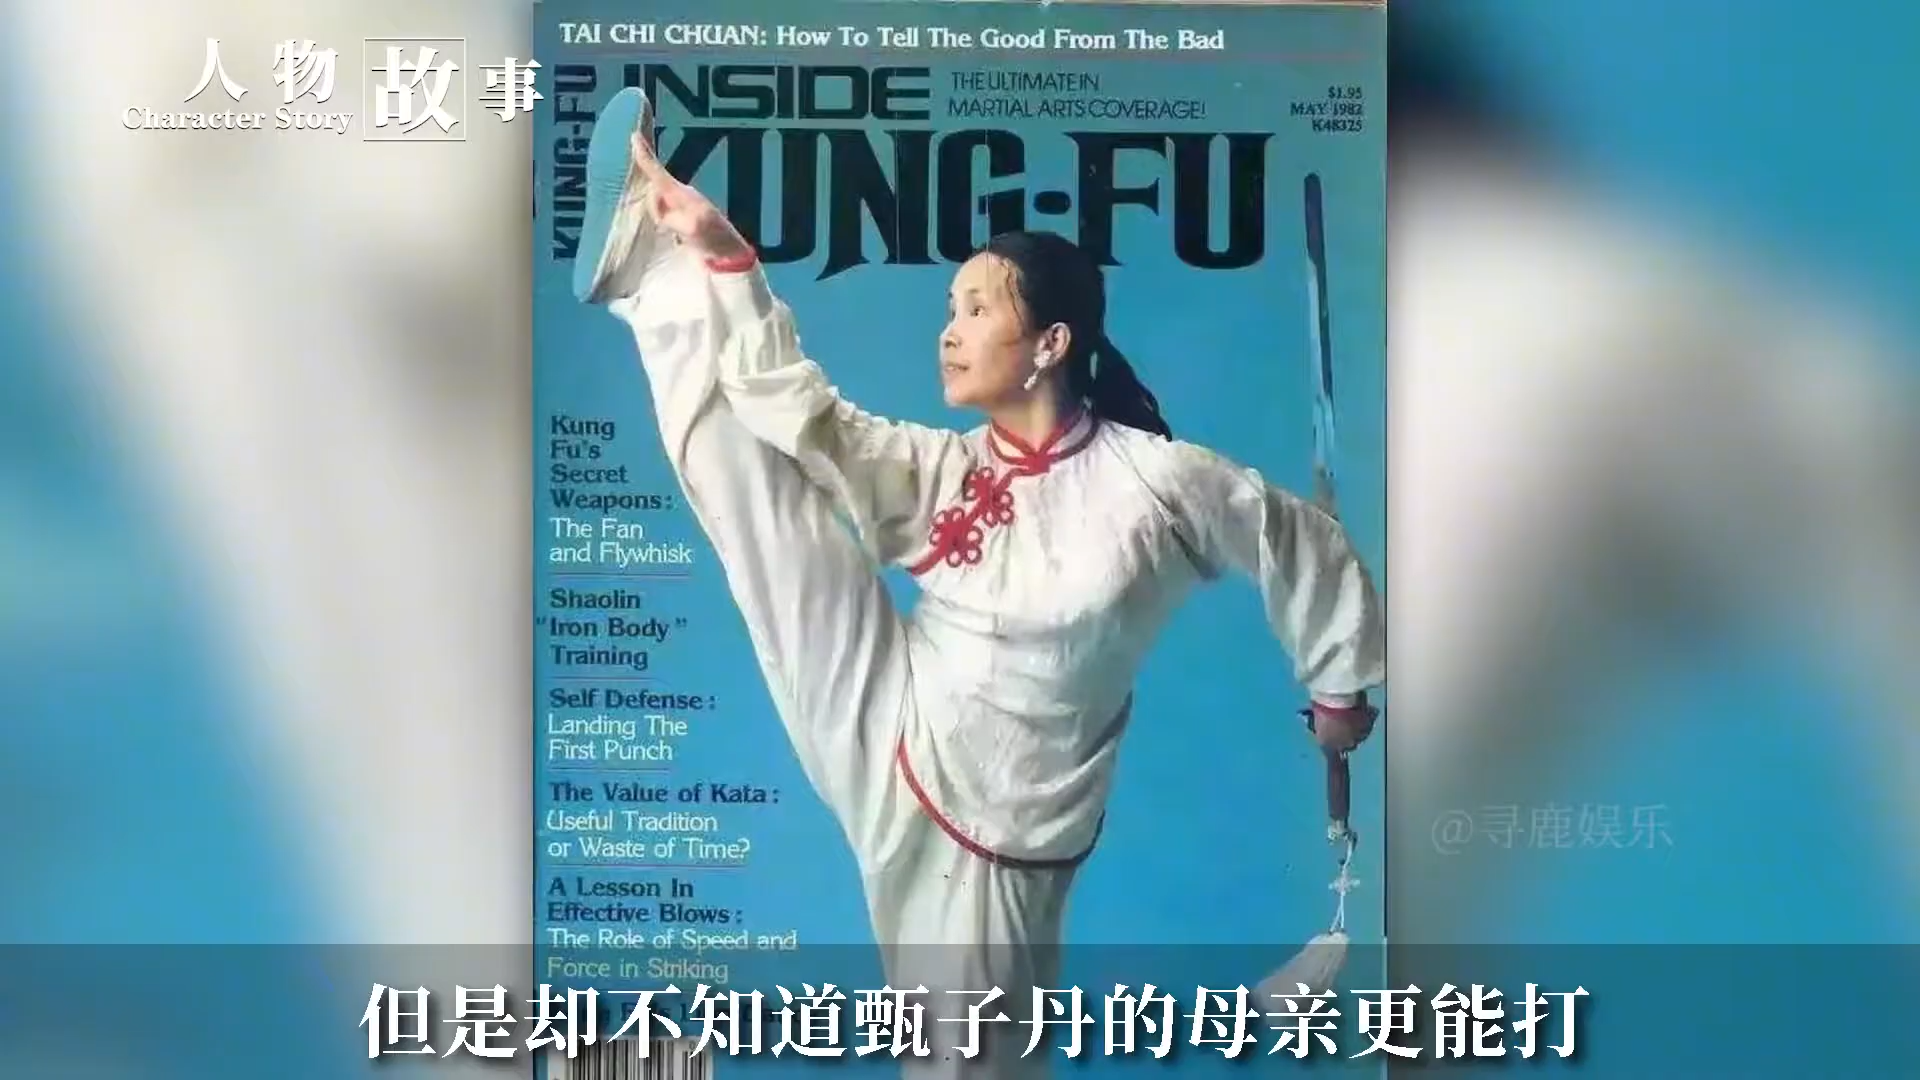 人物故事
Character Story
TAI CHI CHUAN: How To Tell The Good From The Bad
KUNG-FU
INSIDE
THE ULTIMATE IN
MARTIAL ARTS COVERAGE!
$1.95
MAY 1982
K48325
KUNG-FU
Kung
Fu's
Secret
Weapons:
The Fan
and Flywhisk
Shaolin
"Iron Body"
Training
Self Defense:
Landing The
First Punch
The Value of Kata:
Useful Tradition
or Waste of Time?
A Lesson In
Effective Blows:
The Role of Speed and
Force in Striking
@寻鹿娱乐
但是却不知道甄子丹的母亲更能打